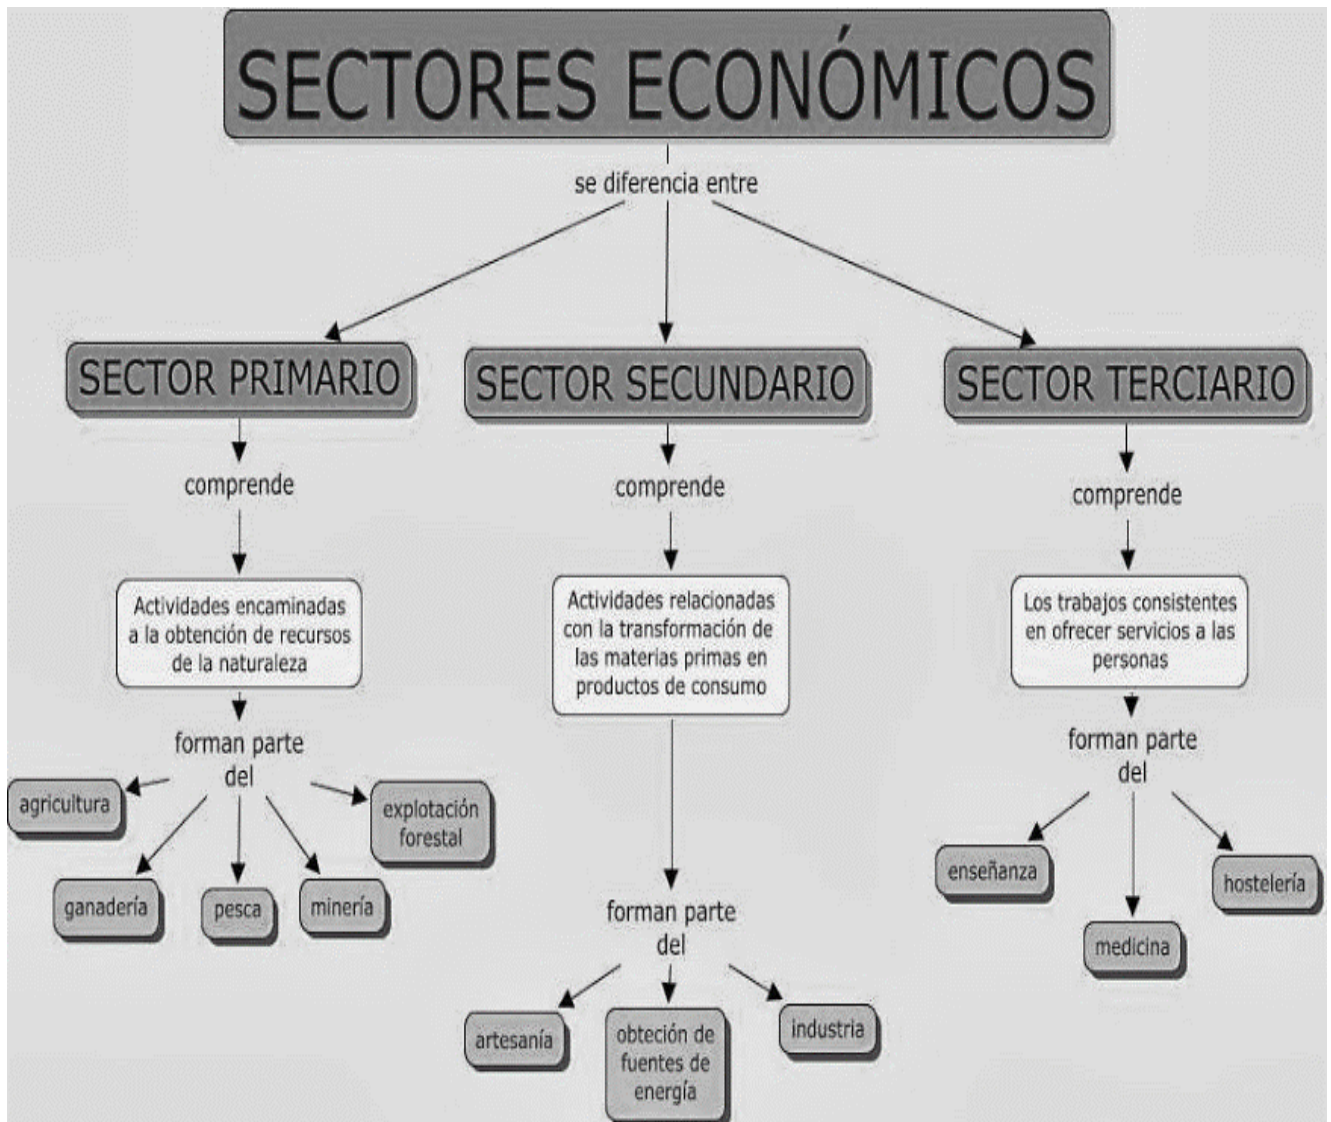 SECTORES ECONÓMICOS
se diferencia entre
SECTOR PRIMARIO
comprende
Actividades encaminadas
a la obtención de recursos
de la naturaleza
forman parte
del
agricultura
ganadería
pesca
minería
explotación
forestal
SECTOR SECUNDARIO
comprende
Actividades relacionadas
con la transformación de
las materias primas en
productos de consumo
forman parte
del
artesanía
obteción de
fuentes de
energía
industria
SECTOR TERCIARIO
comprende
Los trabajos consistentes
en ofrecer servicios a las
personas
forman parte
del
enseñanza
medicina
hostelería